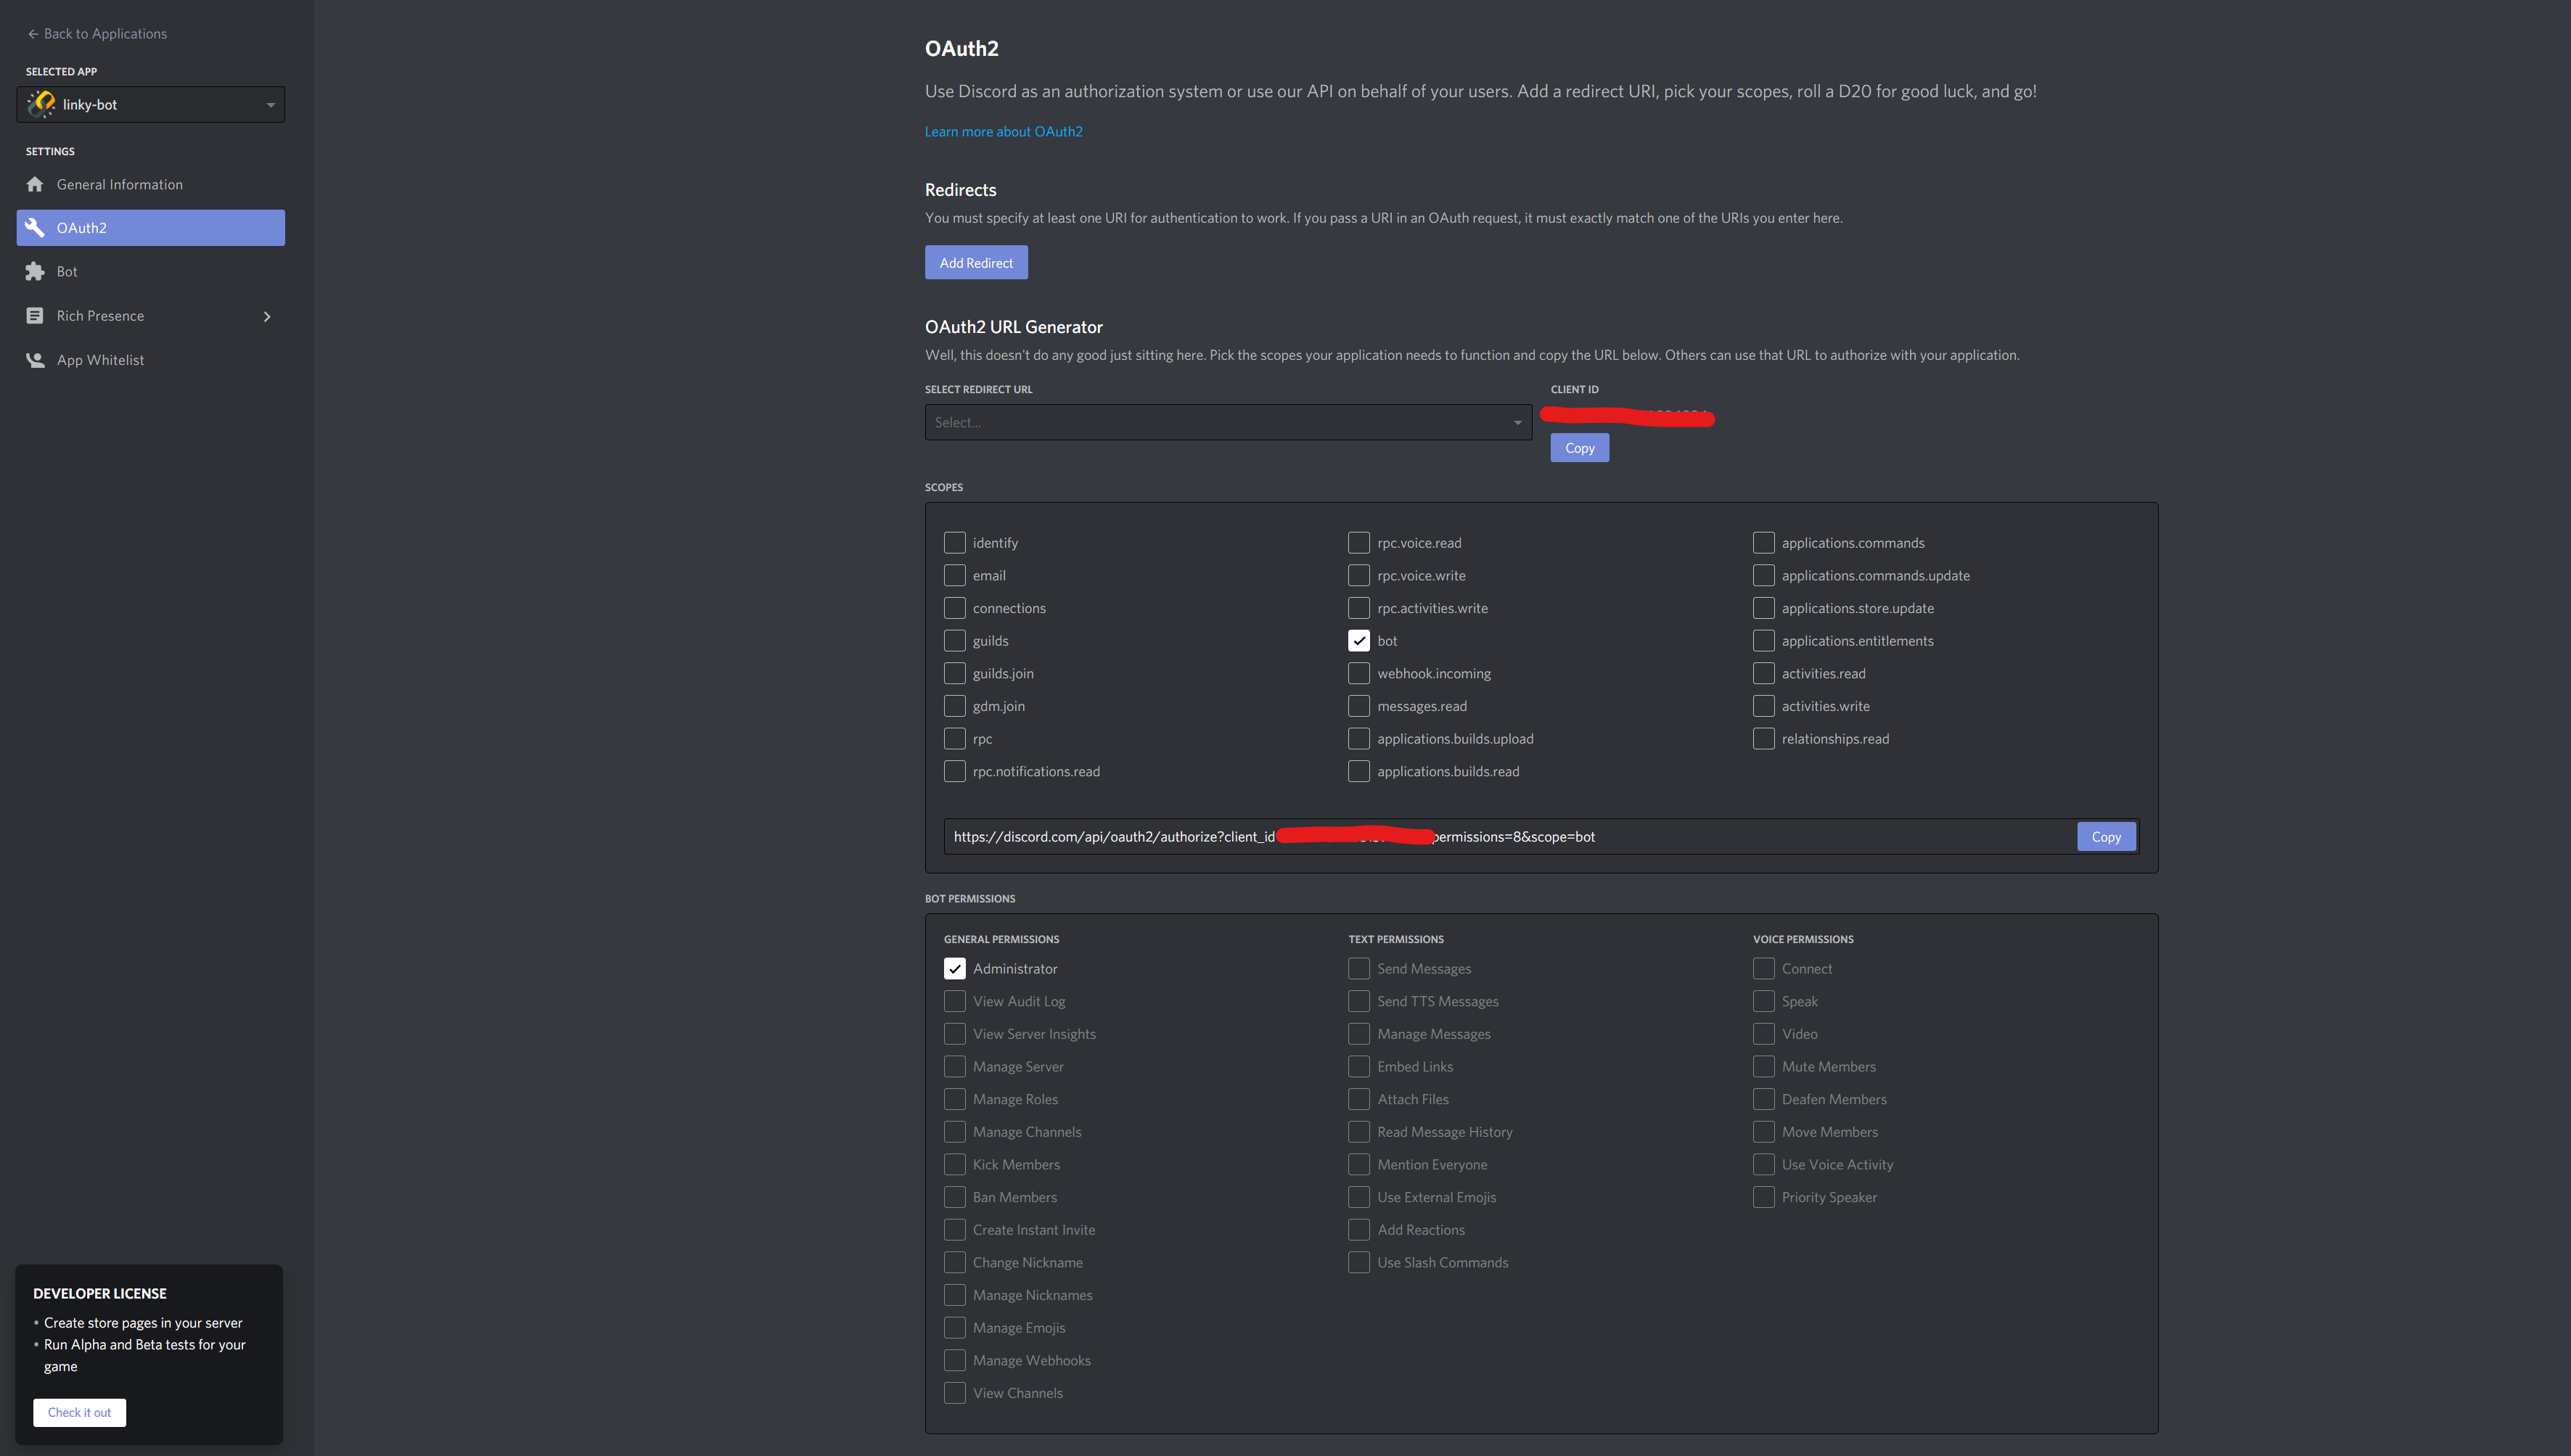 Back to Applications
SELECTED APP
linky-bot
SETTINGS
General Information
OAuth2
Bot
Rich Presence
App Whitelist
DEVELOPER LICENSE
• Create store pages in your server
• Run Alpha and Beta tests for your
game
Check it out
OAuth2
Use Discord as an authorization system or use our API on behalf of your users. Add a redirect URI, pick your scopes, roll a D20 for good luck, and go!
Learn more about OAuth2
Redirects
You must specify at least one URI for authentication to work. If you pass a URI in an OAuth request, it must exactly match one of the URIs you enter here.
Add Redirect
OAuth2 URL Generator
Well, this doesn't do any good just sitting here. Pick the scopes your application needs to function and copy the URL below. Others can use that URL to authorize with your application.
SELECT REDIRECT URL
Select...
CLIENT ID
Copy
SCOPES
identify
email
connections
guilds
guilds.join
gdm.join
rpc
rpc.notifications.read
rpc.voice.read
rpc.voice.write
rpc.activities.write
bot
webhook.incoming
messages.read
applications.builds.upload
applications.builds.read
applications.commands
applications.commands.update
applications.store.update
applications.entitlements
activities.read
activities.write
relationships.read
https://discord.com/api/oauth2/authorize?client_id permissions=8&scope=bot
Copy
BOT PERMISSIONS
GENERAL PERMISSIONS
Administrator
View Audit Log
View Server Insights
Manage Server
Manage Roles
Manage Channels
Kick Members
Ban Members
Create Instant Invite
Change Nickname
Manage Nicknames
Manage Emojis
Manage Webhooks
View Channels
TEXT PERMISSIONS
Send Messages
Send TTS Messages
Manage Messages
Embed Links
Attach Files
Read Message History
Mention Everyone
Use External Emojis
Add Reactions
Use Slash Commands
VOICE PERMISSIONS
Connect
Speak
Video
Mute Members
Deafen Members
Move Members
Use Voice Activity
Priority Speaker